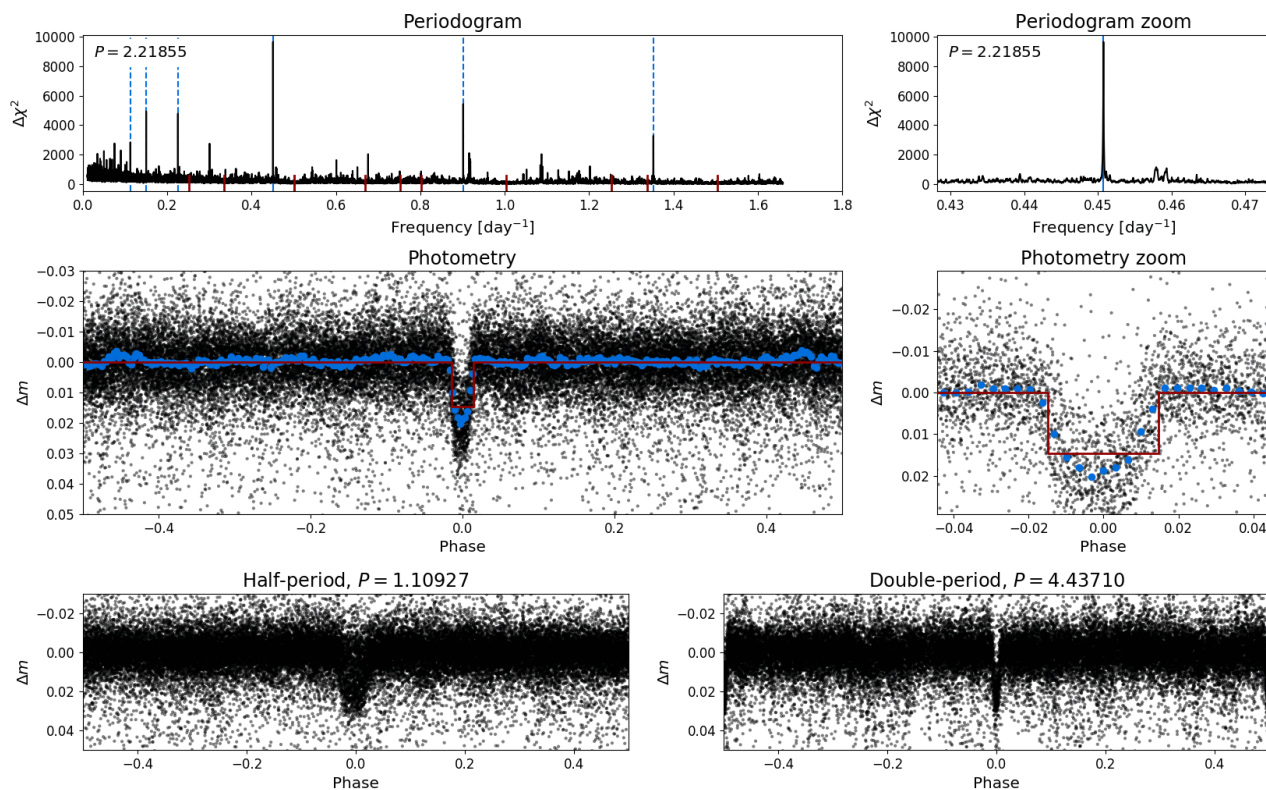 Periodogram
P = 2.21855
10000
8000
6000
4000
2000
0
Δχ²
0.0 0.2 0.4 0.6 0.8 1.0 1.2 1.4 1.6 1.8
Frequency [day⁻¹]
Periodogram zoom
P = 2.21855
10000
8000
6000
4000
2000
0
Δχ²
0.43 0.44 0.45 0.46 0.47
Frequency [day⁻¹]
Photometry
−0.03
−0.02
−0.01
0.00
0.01
0.02
0.03
0.04
0.05
Δm
−0.4 −0.2 0.0 0.2 0.4
Phase
Photometry zoom
−0.02
−0.01
0.00
0.01
0.02
Δm
−0.04 −0.02 0.00 0.02 0.04
Phase
Half-period, P = 1.10927
−0.02
0.00
0.02
0.04
Δm
−0.4 −0.2 0.0 0.2 0.4
Phase
Double-period, P = 4.43710
−0.02
0.00
0.02
0.04
Δm
−0.4 −0.2 0.0 0.2 0.4
Phase